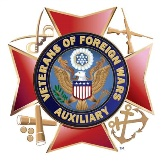 VETERANS OF FOREIGN WARS
AUXILIARY